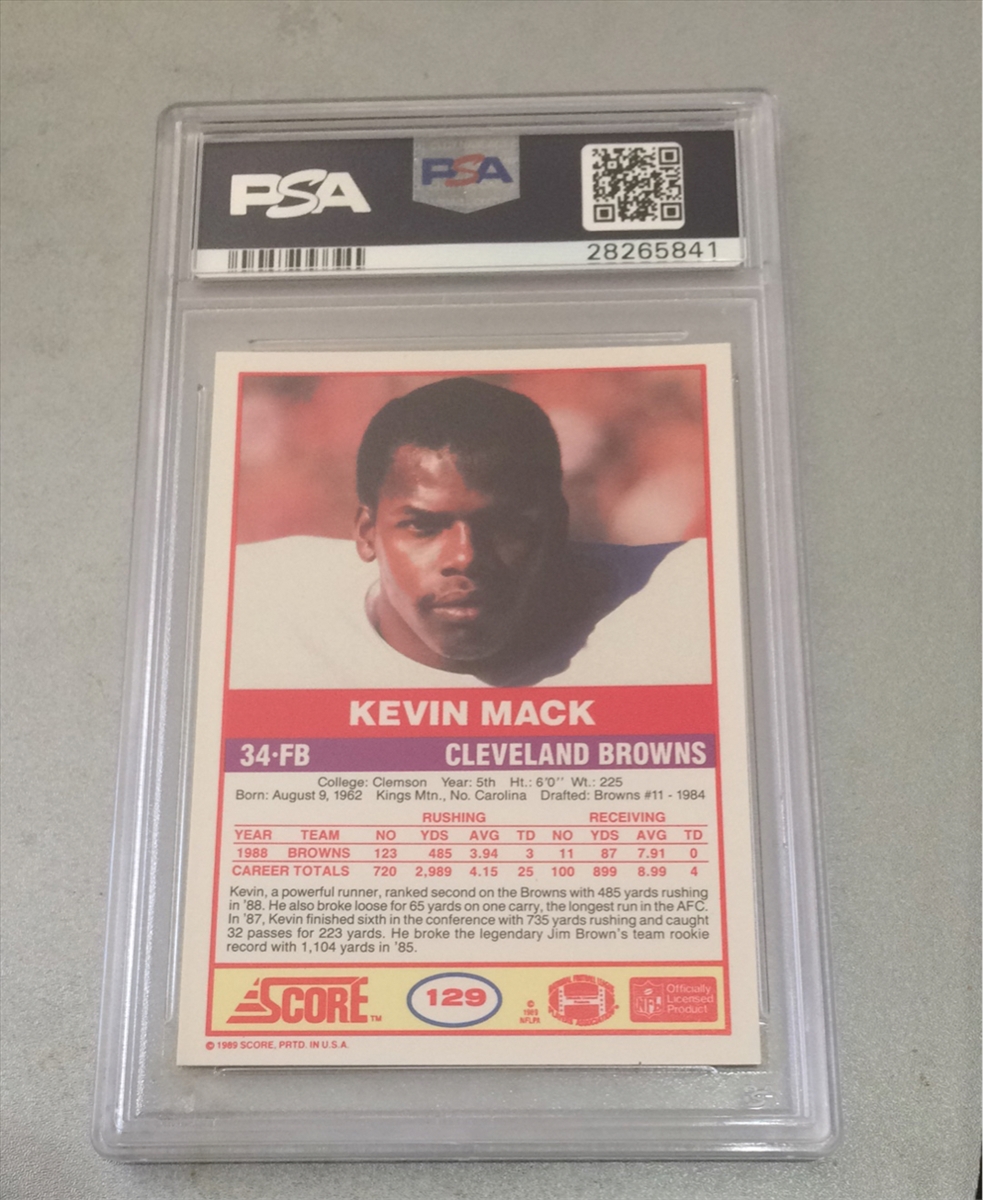 PSA
PSA
28265841
KEVIN MACK
34·FB CLEVELAND BROWNS
College: Clemson Year: 5th Ht.: 6'0'' Wt.: 225
Born: August 9, 1962 Kings Mtn., No. Carolina Drafted: Browns #11 - 1984
RUSHING RECEIVING
YEAR TEAM NO YDS AVG TD NO YDS AVG TD
1988 BROWNS 123 485 3.94 3 11 87 7.91 0
CAREER TOTALS 720 2,989 4.15 25 100 899 8.99 4
Kevin, a powerful runner, ranked second on the Browns with 485 yards rushing
in '88. He also broke loose for 65 yards on one carry, the longest run in the AFC.
In '87, Kevin finished sixth in the conference with 735 yards rushing and caught
32 passes for 223 yards. He broke the legendary Jim Brown's team rookie
record with 1,104 yards in '85.
SCORE™
129
© 1989 NFLPA
NFL
Officially
Licensed
Product
© 1989 SCORE, PRTD. IN U.S.A.